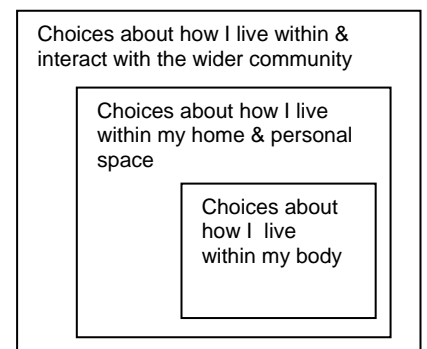 Choices about how I live within &
interact with the wider community
Choices about how I live
within my home & personal
space
Choices about
how I live
within my body